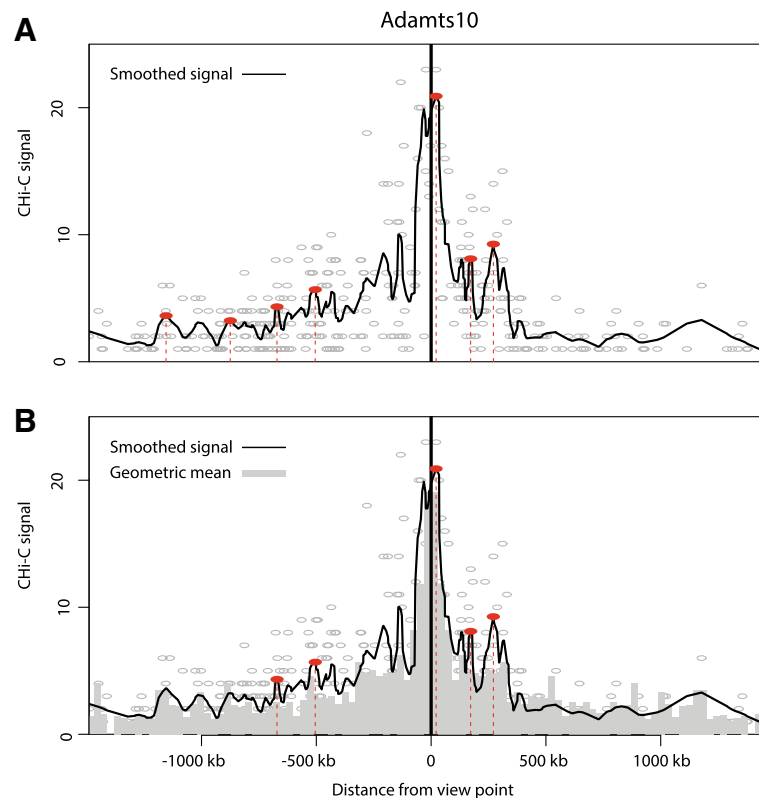 Adamts10
A
Smoothed signal
CHi-C signal
20
10
0
B
Smoothed signal
Geometric mean
CHi-C signal
20
10
0
-1000 kb -500 kb 0 500 kb 1000 kb
Distance from view point